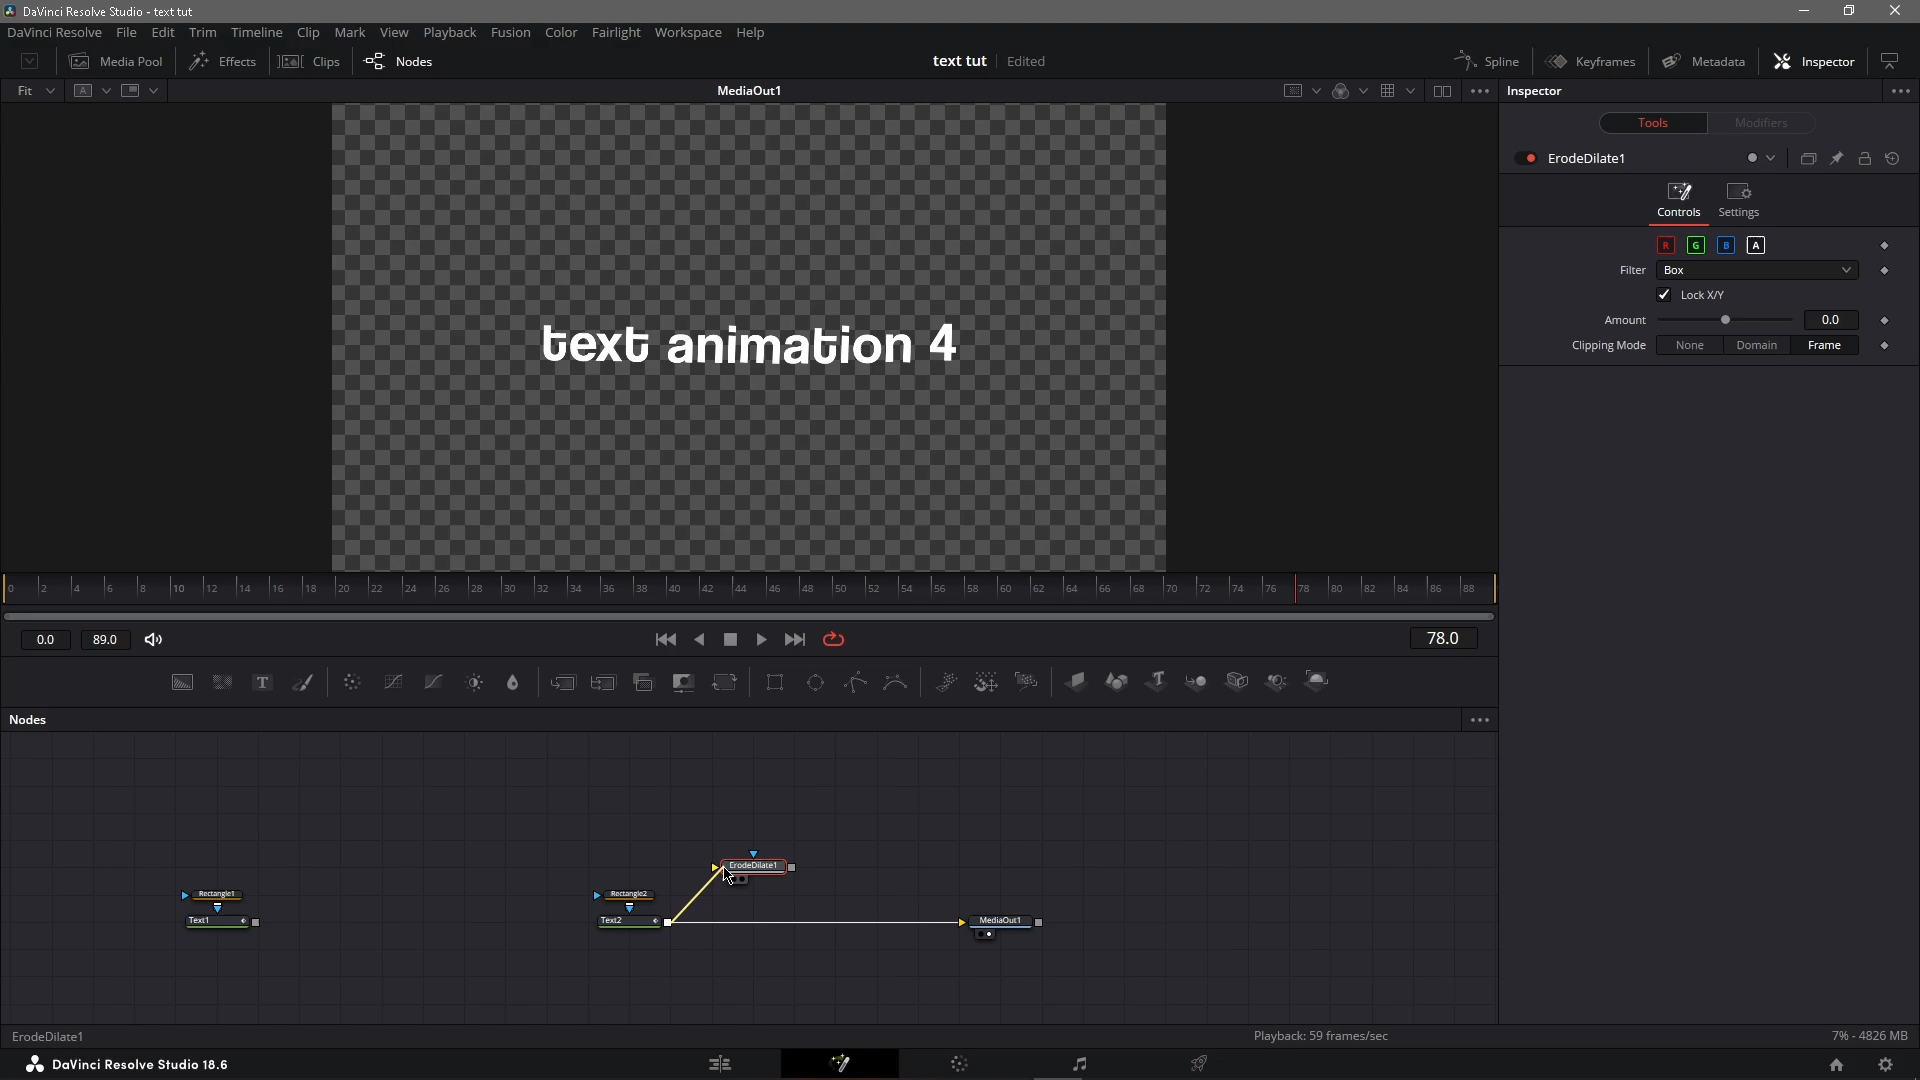 DaVinci Resolve Studio - text tut
DaVinci Resolve File Edit Trim Timeline Clip Mark View Playback Fusion Color Fairlight Workspace Help
Media Pool Effects Clips Nodes text tut Edited Spline Keyframes Metadata Inspector
Fit A MediaOut1 Inspector
Tools Modifiers
ErodeDilate1
Controls Settings
R G B A
Filter Box
Lock X/Y
Amount 0.0
Clipping Mode None Domain Frame
text animation 4
0 2 4 6 8 10 12 14 16 18 20 22 24 26 28 30 32 34 36 38 40 42 44 46 48 50 52 54 56 58 60 62 64 66 68 70 72 74 76 78 80 82 84 86 88
0.0 89.0 78.0
T
Nodes
ErodeDilate1
Rectangle1 Rectangle2
Text1 Text2 MediaOut1
ErodeDilate1 Playback: 59 frames/sec 7% - 4826 MB
DaVinci Resolve Studio 18.6